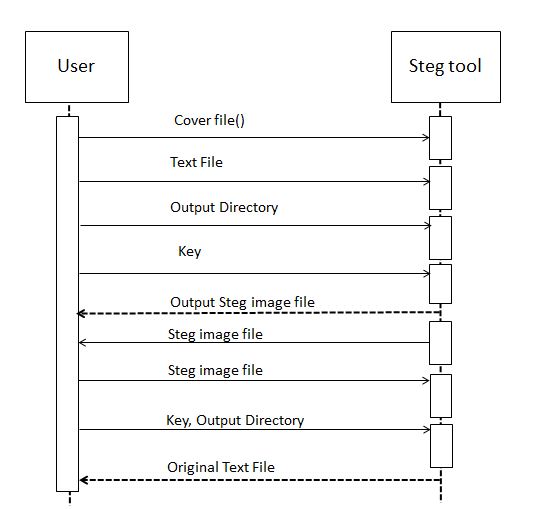 User
Steg tool
Cover file()
Text File
Output Directory
Key
Output Steg image file
Steg image file
Steg image file
Key, Output Directory
Original Text File